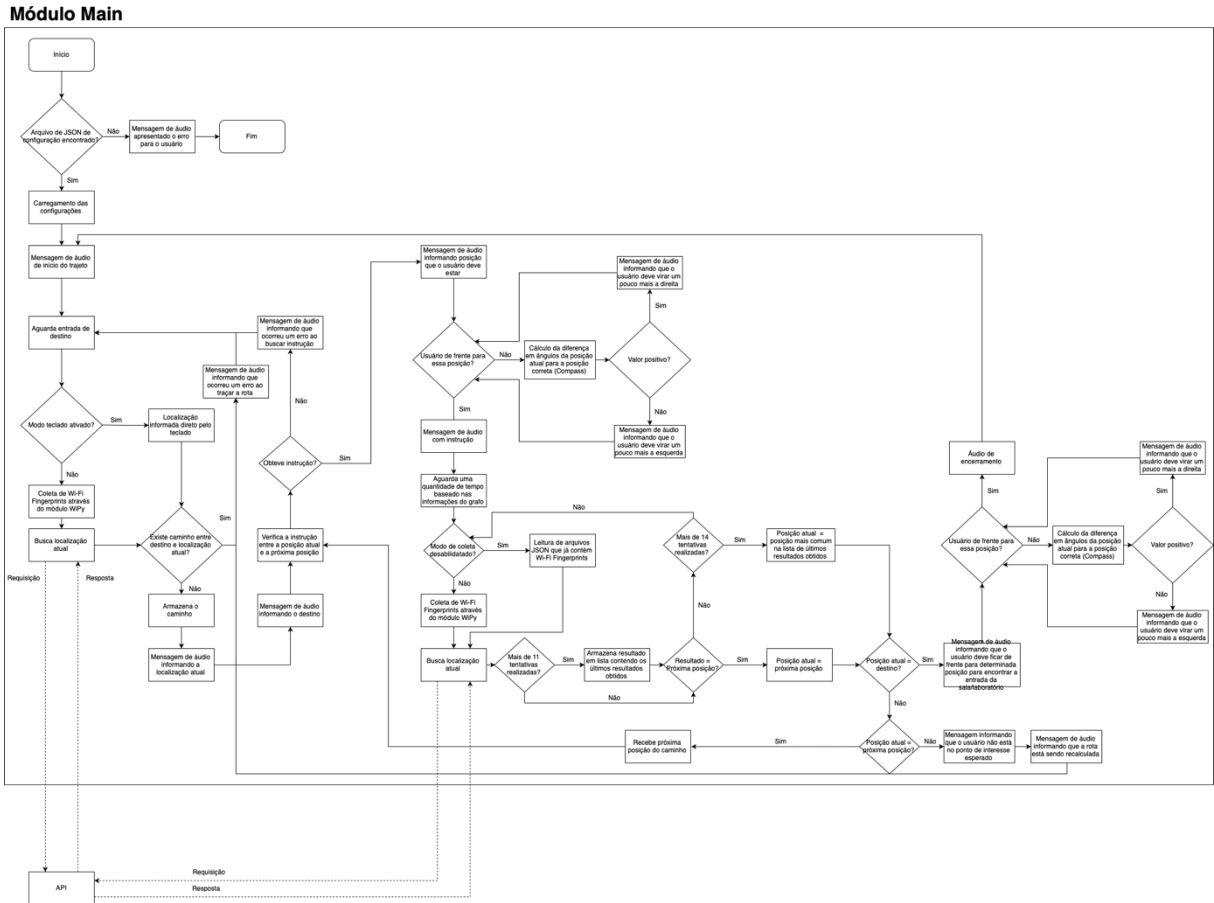 Módulo Main
Início
Arquivo de JSON de
configuração encontrado?
Não
Mensagem de áudio
apresentado o erro
para o usuário
Fim
Sim
Carregamento das
configurações
Mensagem de áudio
de início do trajeto
Aguarda entrada de
destino
Modo teclado ativado?
Sim
Localização
informada direto pelo
teclado
Não
Coleta de Wi-Fi
Fingerprints através
do módulo WiPy
Busca localização
atual
Requisição
Resposta
Existe caminho entre
destino e localização
atual?
Sim
Não
Armazena o
caminho
Mensagem de áudio
informando a
localização atual
Mensagem de áudio
informando que
ocorreu um erro ao
traçar a rota
Mensagem de áudio
informando que
ocorreu um erro ao
buscar instrução
Não
Obteve instrução?
Sim
Verifica a instrução
entre a posição atual
e a próxima posição
Mensagem de áudio
informando o destino
Mensagem de áudio
informando posição
que o usuário deve
estar
Usuário de frente para
essa posição?
Não
Cálculo da diferença
em ângulos da posição
atual para a posição
correta (Compass)
Valor positivo?
Sim
Mensagem de áudio
informando que o
usuário deve virar um
pouco mais a direita
Não
Mensagem de áudio
informando que o
usuário deve virar um
pouco mais a esquerda
Sim
Mensagem de áudio
com instrução
Aguarda uma
quantidade de tempo
baseado nas
informações do grafo
Modo de coleta
desabilitado?
Sim
Leitura de arquivos
JSON que já contém
Wi-Fi Fingerprints
Não
Coleta de Wi-Fi
Fingerprints através
do módulo WiPy
Busca localização
atual
Mais de 11
tentativas
realizadas?
Sim
Armazena resultado
em lista contendo os
últimos resultados
obtidos
Não
Resultado =
Próxima posição?
Não
Mais de 14
tentativas
realizadas?
Não
Sim
Posição atual =
posição mais comum
na lista de últimos
resultados obtidos
Sim
Posição atual =
próxima posição
Posição atual =
destino?
Sim
Mensagem de áudio
informando que o
usuário deve ficar de
frente para determinada
posição para encontrar a
entrada da
sala/laboratório
Não
Posição atual =
próxima posição?
Sim
Recebe próxima
posição do caminho
Não
Mensagem informando
que o usuário não está
no ponto de interesse
esperado
Mensagem de áudio
informando que a rota
está sendo recalculada
Áudio de
encerramento
Sim
Usuário de frente para
essa posição?
Não
Cálculo da diferença
em ângulos da posição
atual para a posição
correta (Compass)
Valor positivo?
Sim
Mensagem de áudio
informando que o
usuário deve virar um
pouco mais a direita
Não
Mensagem de áudio
informando que o
usuário deve virar um
pouco mais a esquerda
API
Requisição
Resposta